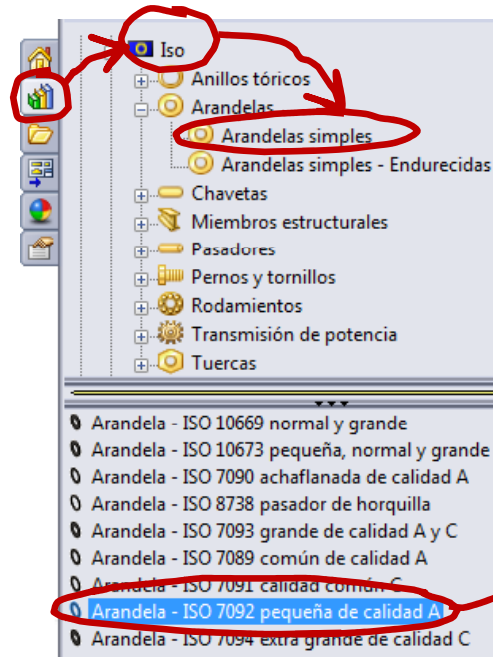 Iso
Anillos tóricos
Arandelas
Arandelas simples
Arandelas simples - Endurecidas
Chavetas
Miembros estructurales
Pasadores
Pernos y tornillos
Rodamientos
Transmisión de potencia
Tuercas
Arandela - ISO 10669 normal y grande
Arandela - ISO 10673 pequeña, normal y grande
Arandela - ISO 7090 achaflanada de calidad A
Arandela - ISO 8738 pasador de horquilla
Arandela - ISO 7093 grande de calidad A y C
Arandela - ISO 7089 común de calidad A
Arandela - ISO 7091 calidad común C
Arandela - ISO 7092 pequeña de calidad A
Arandela - ISO 7094 extra grande de calidad C